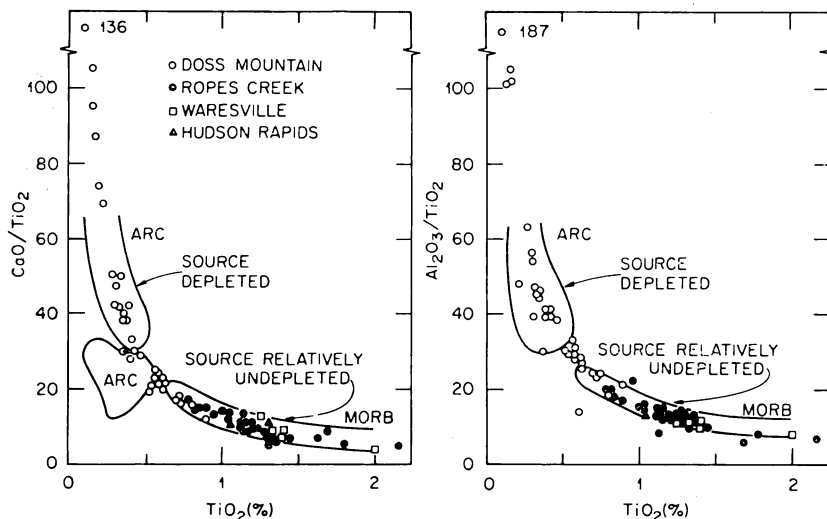 136
DOSS MOUNTAIN
ROPES CREEK
WARESVILLE
HUDSON RAPIDS
100
80
60
40
20
0
CaO/TiO₂
ARC
SOURCE
DEPLETED
ARC
SOURCE RELATIVELY
UNDEPLETED
MORB
0
1
2
TiO₂(%)
187
100
80
60
40
20
0
Al₂O₃/TiO₂
ARC
SOURCE
DEPLETED
SOURCE RELATIVELY
UNDEPLETED
MORB
0
1
2
TiO₂(%)